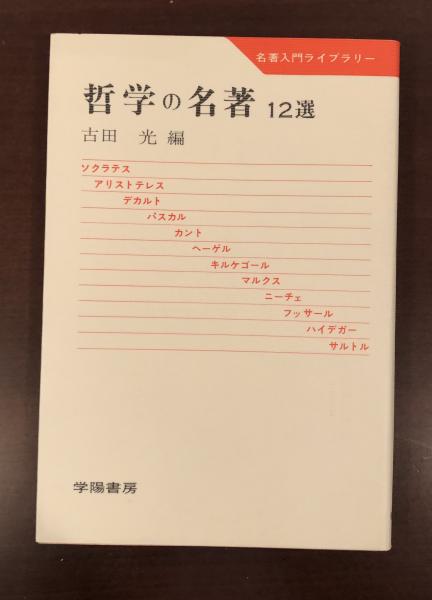 名著入門ライブラリー
哲学の名著 12選
古田 光 編
ソクラテス
アリストテレス
デカルト
パスカル
カント
ヘーゲル
キルケゴール
マルクス
ニーチェ
フッサール
ハイデガー
サルトル
学陽書房